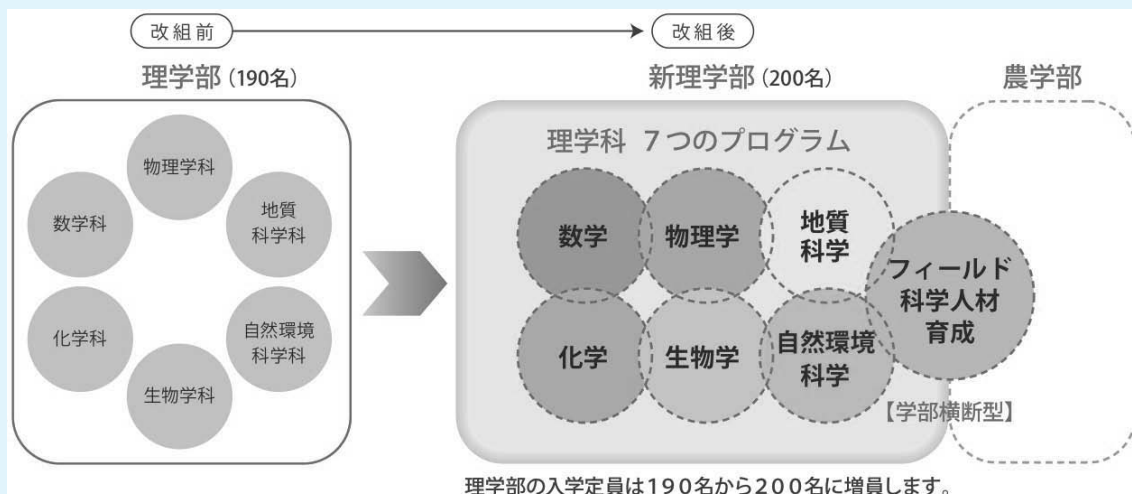 改組前
改組後
理学部（190名）
新理学部（200名）
農学部
物理学科
数学科
地質
科学科
化学科
自然環境
科学科
生物学科
理学科 7つのプログラム
数学
物理学
地質
科学
フィールド
科学人材
育成
化学
生物学
自然環境
科学
【学部横断型】
理学部の入学定員は190名から200名に増員します。